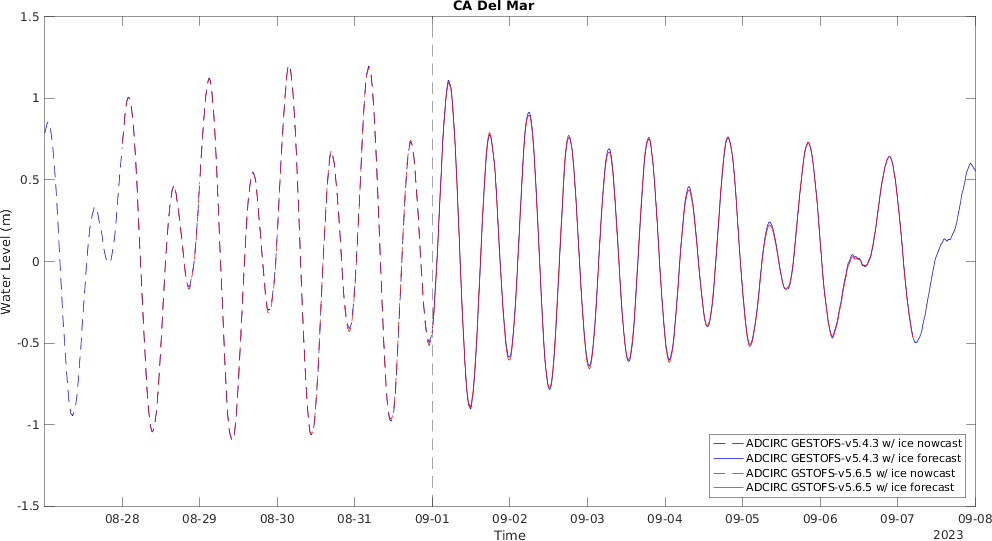 CA Del Mar
1.5
1
0.5
0
-0.5
-1
-1.5
Water Level (m)
08-28 08-29 08-30 08-31 09-01 09-02 09-03 09-04 09-05 09-06 09-07 09-08
Time
2023
ADCIRC GESTOFS-v5.4.3 w/ ice nowcast
ADCIRC GESTOFS-v5.4.3 w/ ice forecast
ADCIRC GSTOFS-v5.6.5 w/ ice nowcast
ADCIRC GSTOFS-v5.6.5 w/ ice forecast